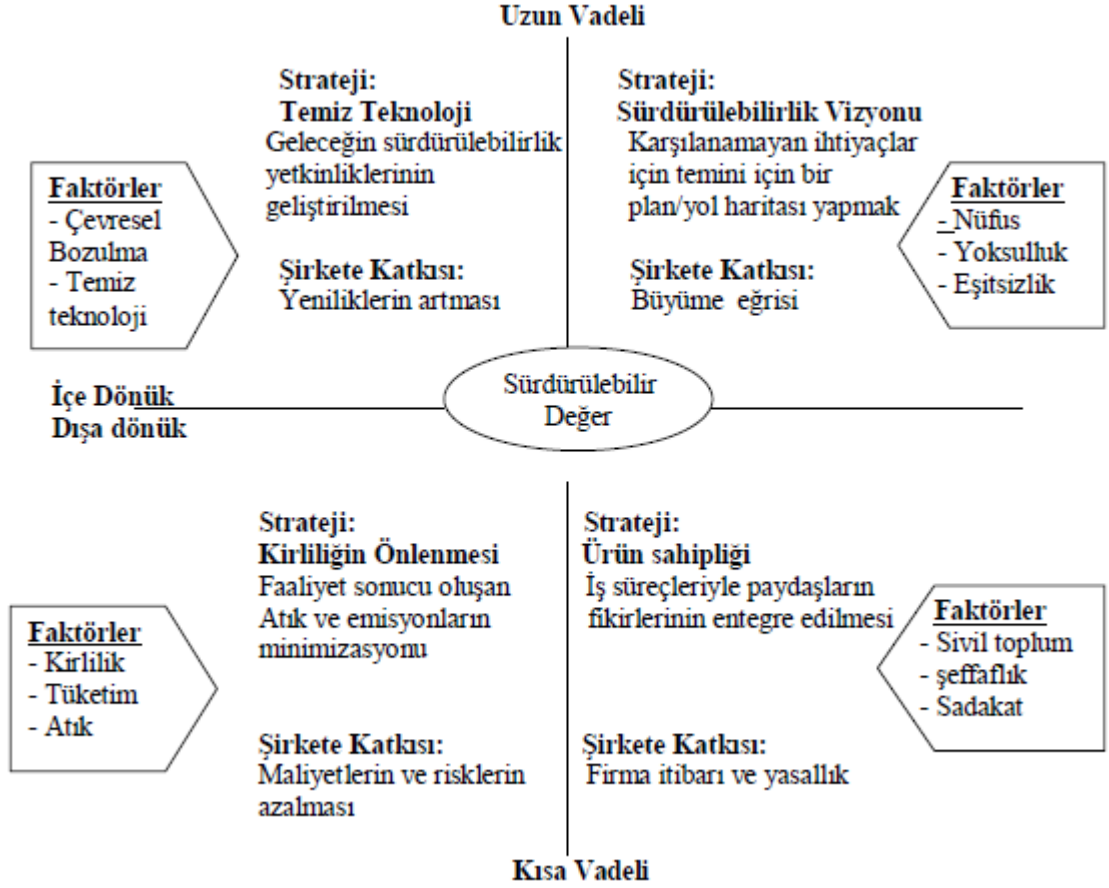 Uzun Vadeli
Strateji:
Temiz Teknoloji
Geleceğin sürdürülebilirlik
yetkinliklerinin
geliştirilmesi
Şirkete Katkısı:
Yeniliklerin artması
Strateji:
Sürdürülebilirlik Vizyonu
Karşılanamayan ihtiyaçlar
için temini için bir
plan/yol haritası yapmak
Şirkete Katkısı:
Büyüme eğrisi
Faktörler
- Çevresel
Bozulma
- Temiz
teknoloji
Faktörler
- Nüfus
- Yoksulluk
- Eşitsizlik
İçe Dönük
Dışa dönük
Sürdürülebilir
Değer
Strateji:
Kirliliğin Önlenmesi
Faaliyet sonucu oluşan
Atık ve emisyonların
minimizasyonu
Şirkete Katkısı:
Maliyetlerin ve risklerin
azalması
Strateji:
Ürün sahipliği
İş süreçleriyle paydaşların
fikirlerinin entegre edilmesi
Şirkete Katkısı:
Firma itibarı ve yasallık
Faktörler
- Kirlilik
- Tüketim
- Atık
Faktörler
- Sivil toplum
- şeffaflık
- Sadakat
Kısa Vadeli